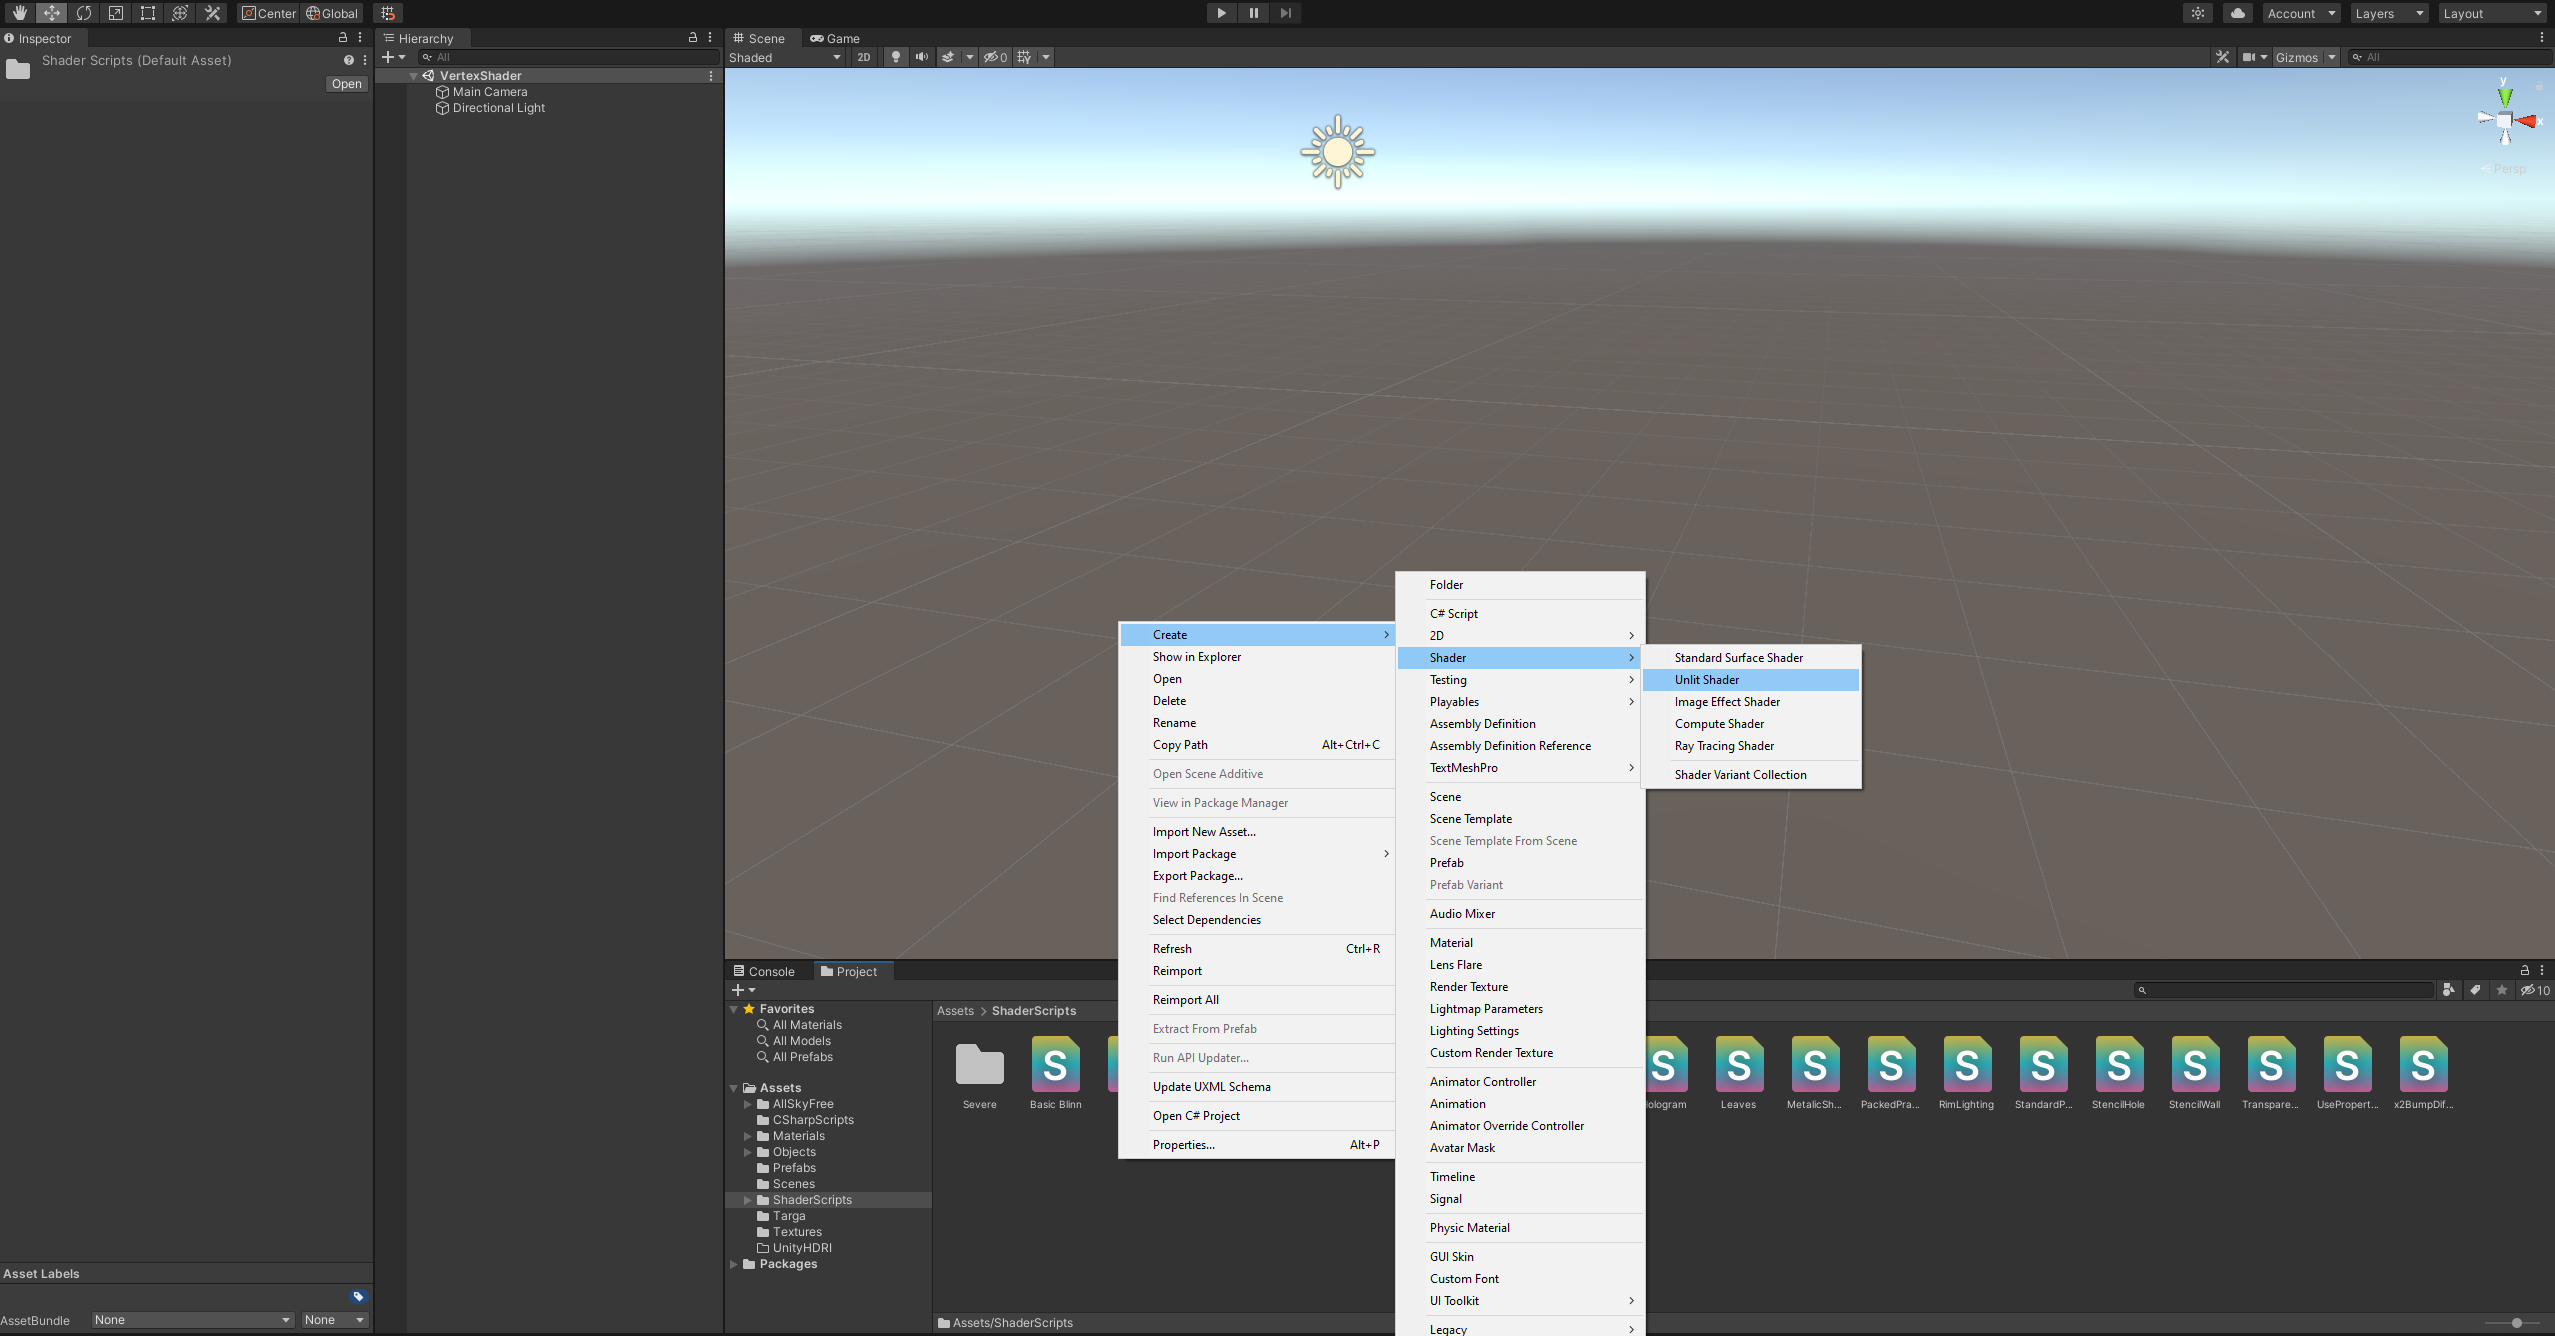 Center
Global
Account
Layers
Layout
Inspector
Shader Scripts (Default Asset)
Open
Asset Labels
AssetBundle
None
None
Hierarchy
All
VertexShader
Main Camera
Directional Light
Scene
Game
Shaded
2D
0
Gizmos
All
y
x
Persp
Create
Show in Explorer
Open
Delete
Rename
Copy Path Alt+Ctrl+C
Open Scene Additive
View in Package Manager
Import New Asset...
Import Package
Export Package...
Find References In Scene
Select Dependencies
Refresh Ctrl+R
Reimport
Reimport All
Extract From Prefab
Run API Updater...
Update UXML Schema
Open C# Project
Properties... Alt+P
Folder
C# Script
2D
Shader
Testing
Playables
Assembly Definition
Assembly Definition Reference
TextMeshPro
Scene
Scene Template
Scene Template From Scene
Prefab
Prefab Variant
Audio Mixer
Material
Lens Flare
Render Texture
Lightmap Parameters
Lighting Settings
Custom Render Texture
Animator Controller
Animation
Animator Override Controller
Avatar Mask
Timeline
Signal
Physic Material
GUI Skin
Custom Font
UI Toolkit
Legacy
Standard Surface Shader
Unlit Shader
Image Effect Shader
Compute Shader
Ray Tracing Shader
Shader Variant Collection
Console
Project
10
Favorites
All Materials
All Models
All Prefabs
Assets
AllSkyFree
CSharpScripts
Materials
Objects
Prefabs
Scenes
ShaderScripts
Targa
Textures
UnityHDRI
Packages
Assets > ShaderScripts
S S S S S S S S S S S S
Severe
Basic Blinn
ologram
Leaves
MetalicSh...
PackedPra...
RimLighting
StandardP...
StencilHole
StencilWall
Transpare...
UsePropert...
x2BumpDif...
Assets/ShaderScripts